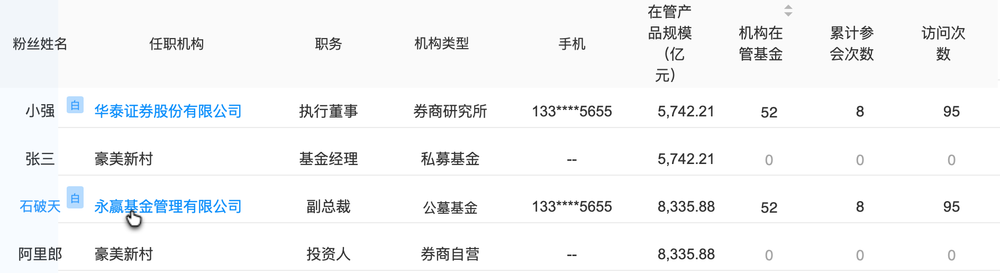 粉丝姓名 任职机构 职务 机构类型 手机 在管产品规模（亿元） 机构在管基金 累计参会次数 访问次数
小强 白 华泰证券股份有限公司 执行董事 券商研究所 133****5655 5,742.21 52 8 95
张三 豪美新村 基金经理 私募基金 -- 5,742.21 0 0 0
石破天 白 永赢基金管理有限公司 副总裁 公墓基金 133****5655 8,335.88 52 8 95
阿里郎 豪美新村 投资人 券商自营 -- 8,335.88 0 0 0